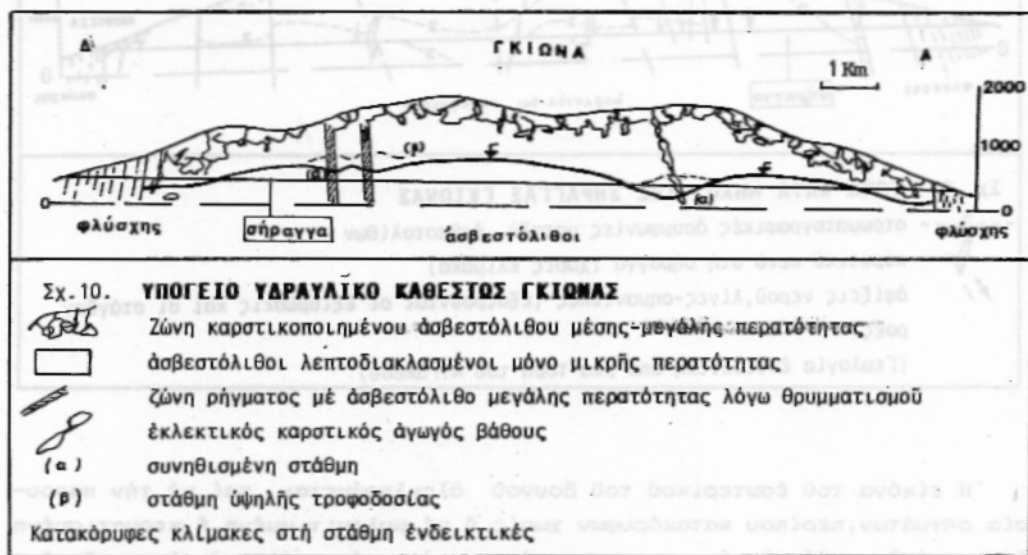 ΓΚΙΩΝΑ
Δ
Α
1 Km
2000
1000
0
0
(β)
(α)
(α)
φλύσχης
σήραγγα
ἀσβεστόλιθοι
φλύσχης
Σχ. 10. ΥΠΟΓΕΙΟ ΥΔΡΑΥΛΙΚΟ ΚΑΘΕΣΤΩΣ ΓΚΙΩΝΑΣ
Ζώνη καρστικοποιημένου ἀσβεστόλιθου μέσης-μεγάλῆς περατότητας
ἀσβεστόλιθοι λεπτοδιακλασμένοι μόνο μικρῆς περατότητας
ζώνη ρήγματος μέ ἀσβεστόλιθο μεγάλης περατότητας λόγω θρυμματισμοῦ
ἐκλεκτικός καρστικός ἀγωγός βάθους
(α) συνηθισμένη στάθμη
(β) στάθμη ὑψηλῆς τροφοδοσίας
Κατακόρυφες κλίμακες στή στάθμη ἐνδεικτικές